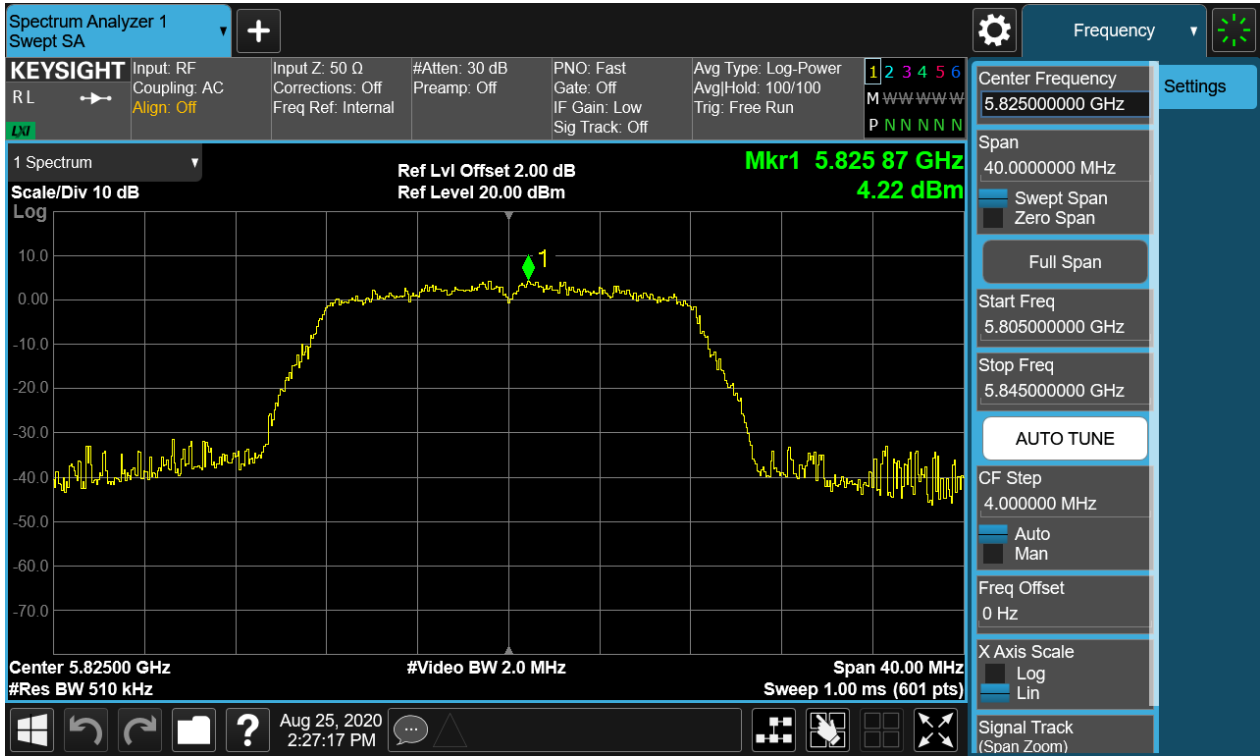 Spectrum Analyzer 1
Swept SA
Frequency
KEYSIGHT
R L
LXI
Input: RF
Coupling: AC
Align: Off
Input Z: 50 Ω
Corrections: Off
Freq Ref: Internal
#Atten: 30 dB
Preamp: Off
PNO: Fast
Gate: Off
IF Gain: Low
Sig Track: Off
Avg Type: Log-Power
Avg|Hold: 100/100
Trig: Free Run
1 2 3 4 5 6
M W W W W W
P N N N N N
1 Spectrum
Scale/Div 10 dB
Ref Lvl Offset 2.00 dB
Ref Level 20.00 dBm
Mkr1 5.825 87 GHz
4.22 dBm
Log
10.0
0.00
-10.0
-20.0
-30.0
-40.0
-50.0
-60.0
-70.0
1
Center 5.82500 GHz
#Res BW 510 kHz
#Video BW 2.0 MHz
Span 40.00 MHz
Sweep 1.00 ms (601 pts)
Center Frequency
5.825000000 GHz
Span
40.0000000 MHz
Swept Span
Zero Span
Full Span
Start Freq
5.805000000 GHz
Stop Freq
5.845000000 GHz
AUTO TUNE
CF Step
4.000000 MHz
Auto
Man
Freq Offset
0 Hz
X Axis Scale
Log
Lin
Signal Track
(Span Zoom)
Settings
?
Aug 25, 2020
2:27:17 PM